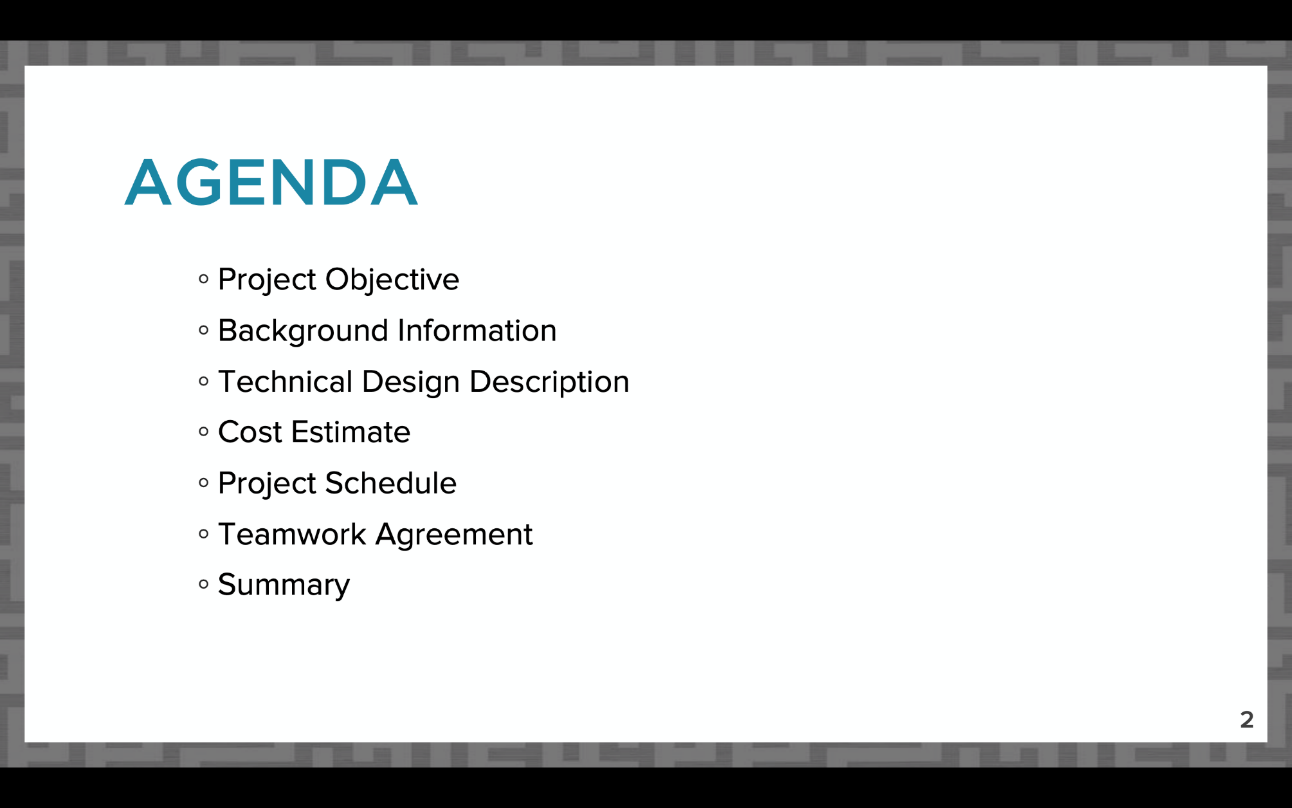 AGENDA
◦ Project Objective
◦ Background Information
◦ Technical Design Description
◦ Cost Estimate
◦ Project Schedule
◦ Teamwork Agreement
◦ Summary
2